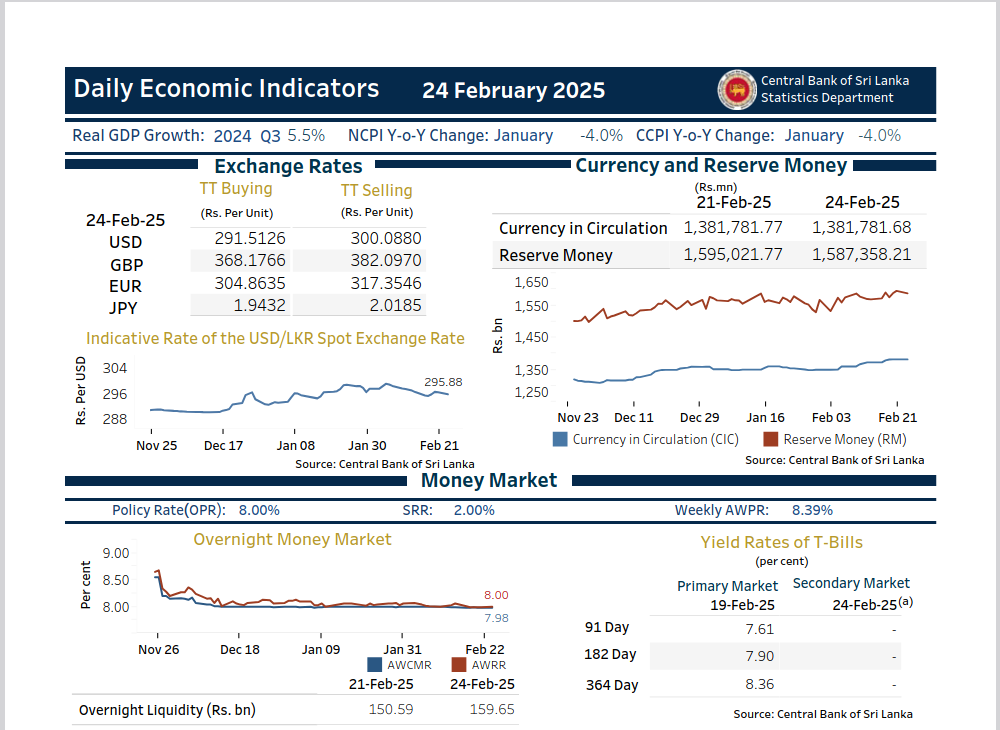 Daily Economic Indicators 24 February 2025
Central Bank of Sri Lanka
Statistics Department
Real GDP Growth: 2024 Q3 5.5% NCPI Y-o-Y Change: January -4.0% CCPI Y-o-Y Change: January -4.0%
Exchange Rates
TT Buying TT Selling
(Rs. Per Unit) (Rs. Per Unit)
24-Feb-25
USD 291.5126 300.0880
GBP 368.1766 382.0970
EUR 304.8635 317.3546
JPY 1.9432 2.0185
Indicative Rate of the USD/LKR Spot Exchange Rate
Rs. Per USD
304
296
288
295.88
Nov 25 Dec 17 Jan 08 Jan 30 Feb 21
Source: Central Bank of Sri Lanka
Currency and Reserve Money
(Rs.mn)
21-Feb-25 24-Feb-25
Currency in Circulation 1,381,781.77 1,381,781.68
Reserve Money 1,595,021.77 1,587,358.21
Rs. bn
1,650
1,550
1,450
1,350
1,250
Nov 23 Dec 11 Dec 29 Jan 16 Feb 03 Feb 21
Currency in Circulation (CIC) Reserve Money (RM)
Source: Central Bank of Sri Lanka
Money Market
Policy Rate(OPR): 8.00% SRR: 2.00% Weekly AWPR: 8.39%
Overnight Money Market
Per cent
9.00
8.50
8.00
8.00
7.98
Nov 26 Dec 18 Jan 09 Jan 31 Feb 22
AWCMR AWRR
21-Feb-25 24-Feb-25
Overnight Liquidity (Rs. bn) 150.59 159.65
Yield Rates of T-Bills
(per cent)
Primary Market Secondary Market
19-Feb-25 24-Feb-25(a)
91 Day 7.61 -
182 Day 7.90 -
364 Day 8.36 -
Source: Central Bank of Sri Lanka